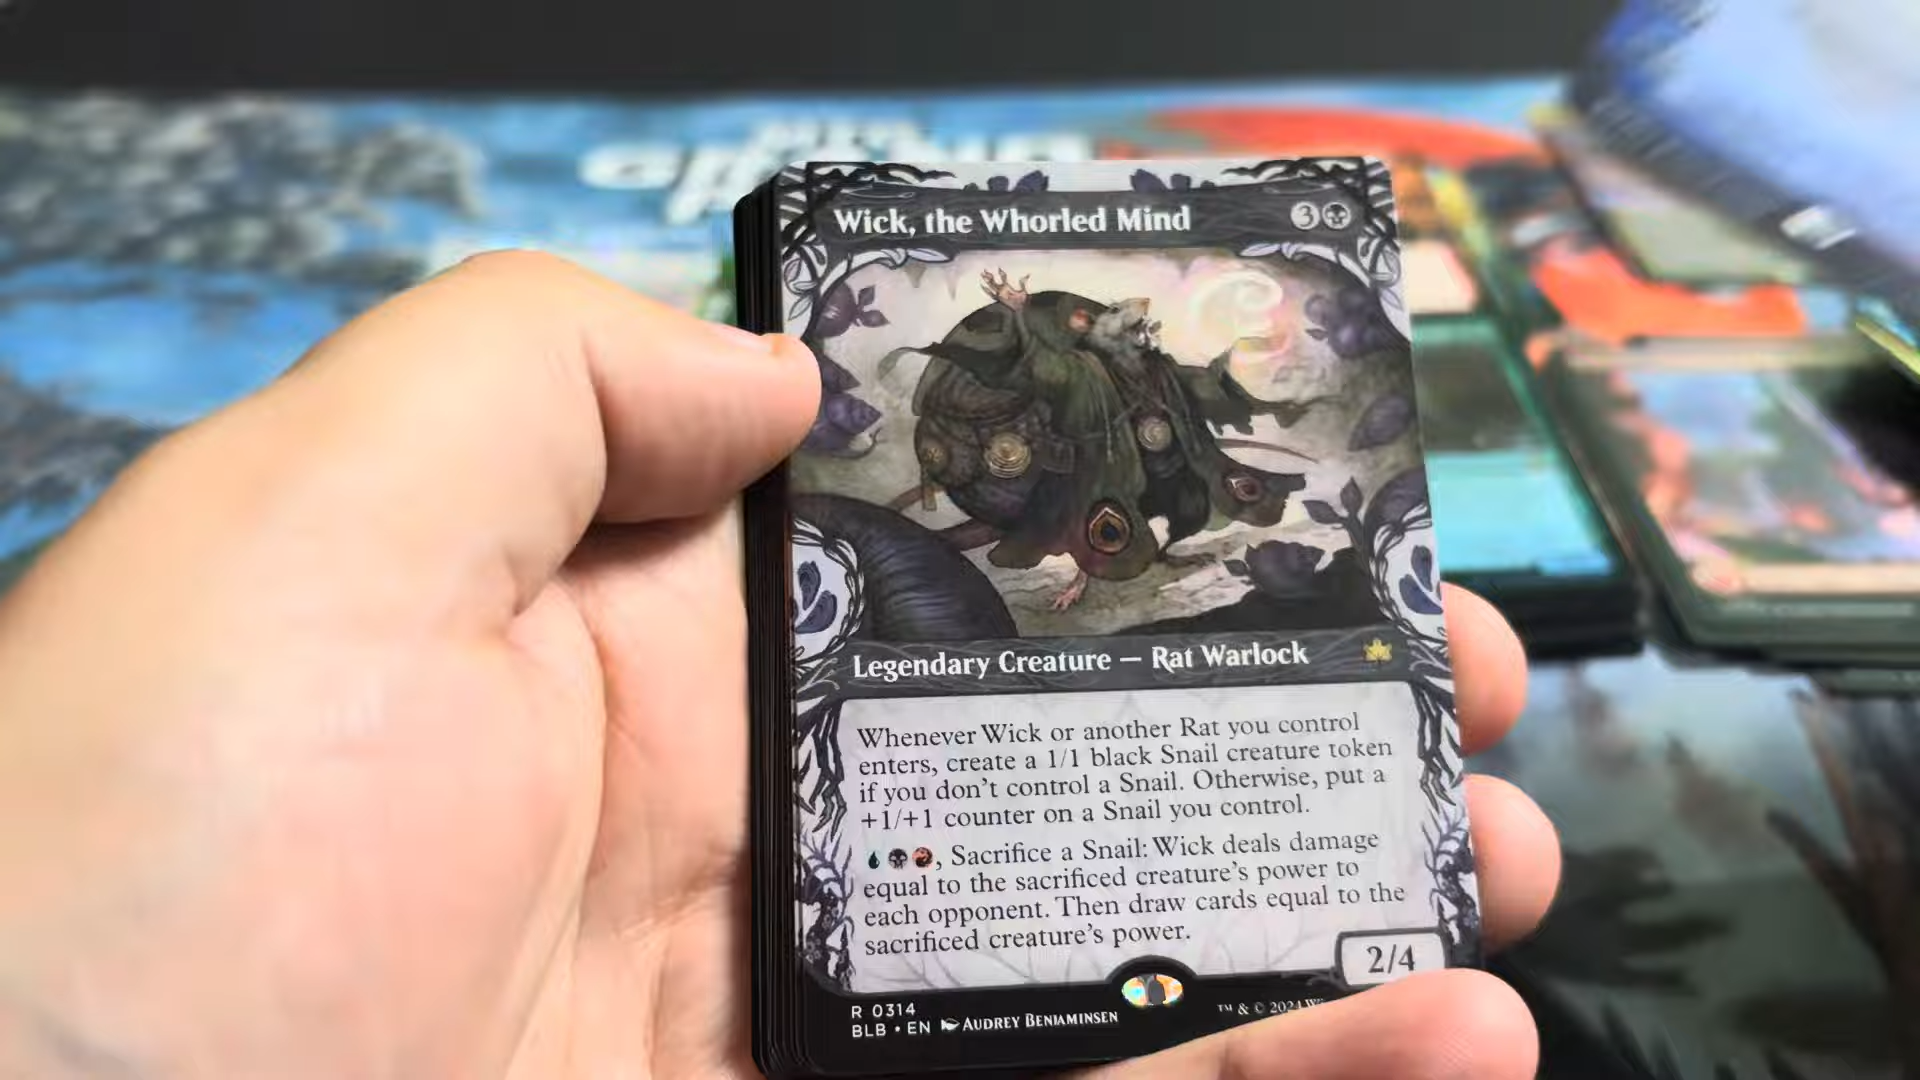 Wick, the Whorled Mind
3
Legendary Creature — Rat Warlock
Whenever Wick or another Rat you control
enters, create a 1/1 black Snail creature token
if you don't control a Snail. Otherwise, put a
+1/+1 counter on a Snail you control.
, Sacrifice a Snail: Wick deals damage
equal to the sacrificed creature's power to
each opponent. Then draw cards equal to the
sacrificed creature's power.
2/4
R 0314
BLB • EN AUDREY BENJAMINSEN
™ & © 2024